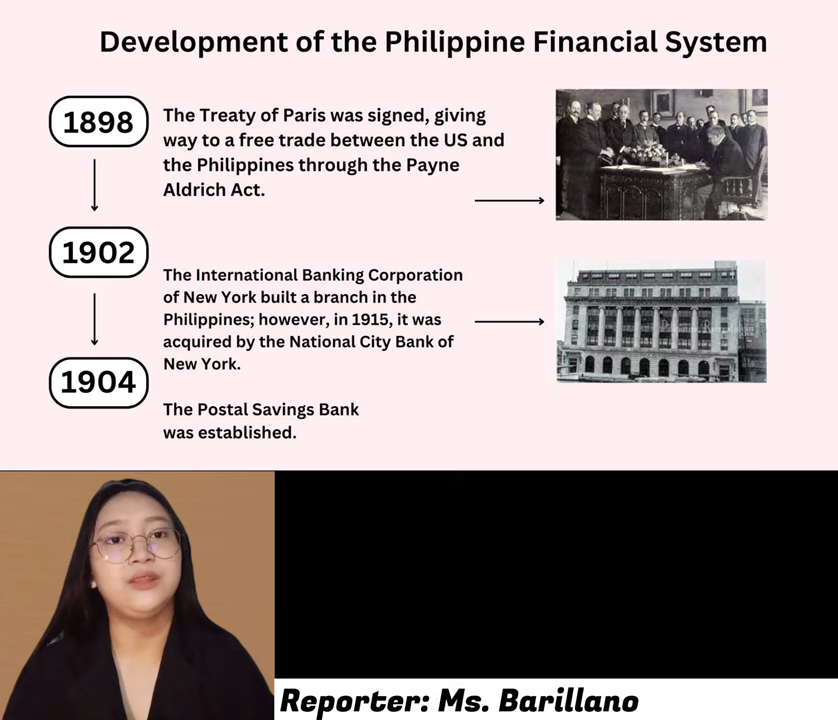 Development of the Philippine Financial System
1898
The Treaty of Paris was signed, giving
way to a free trade between the US and
the Philippines through the Payne
Aldrich Act.
1902
The International Banking Corporation
of New York built a branch in the
Philippines; however, in 1915, it was
acquired by the National City Bank of
New York.
1904
The Postal Savings Bank
was established.
Reporter: Ms. Barillano